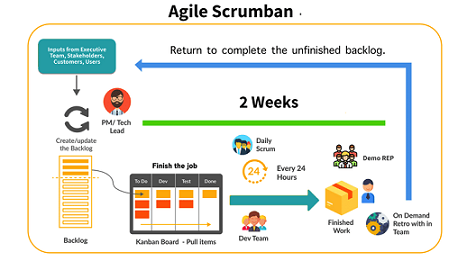 Agile Scrumban
Inputs from Executive
Team, Stakeholders,
Customers, Users
Return to complete the unfinished backlog.
PM/ Tech
Lead
2 Weeks
Create/update
the Backlog
Daily
Scrum
Demo REP
Finish the job
To Do Dev Test Done
24
Every 24
Hours
Backlog
Kanban Board - Pull items
Dev Team
Finished
Work
On Demand
Retro with in
Team